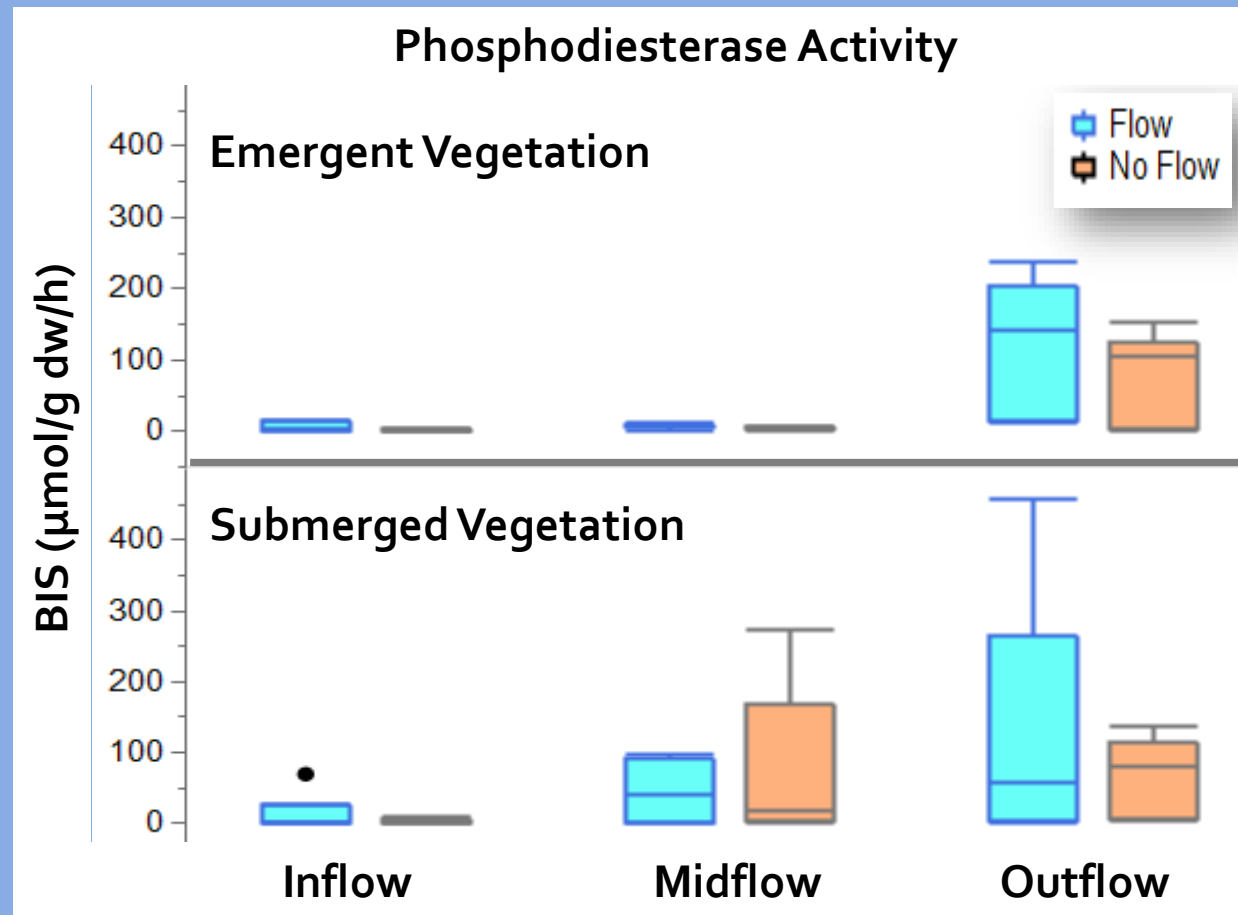 Phosphodiesterase Activity
Flow
No Flow
Emergent Vegetation
400
300
200
100
0
BIS (µmol/g dw/h)
Submerged Vegetation
400
300
200
100
0
Inflow Midflow Outflow